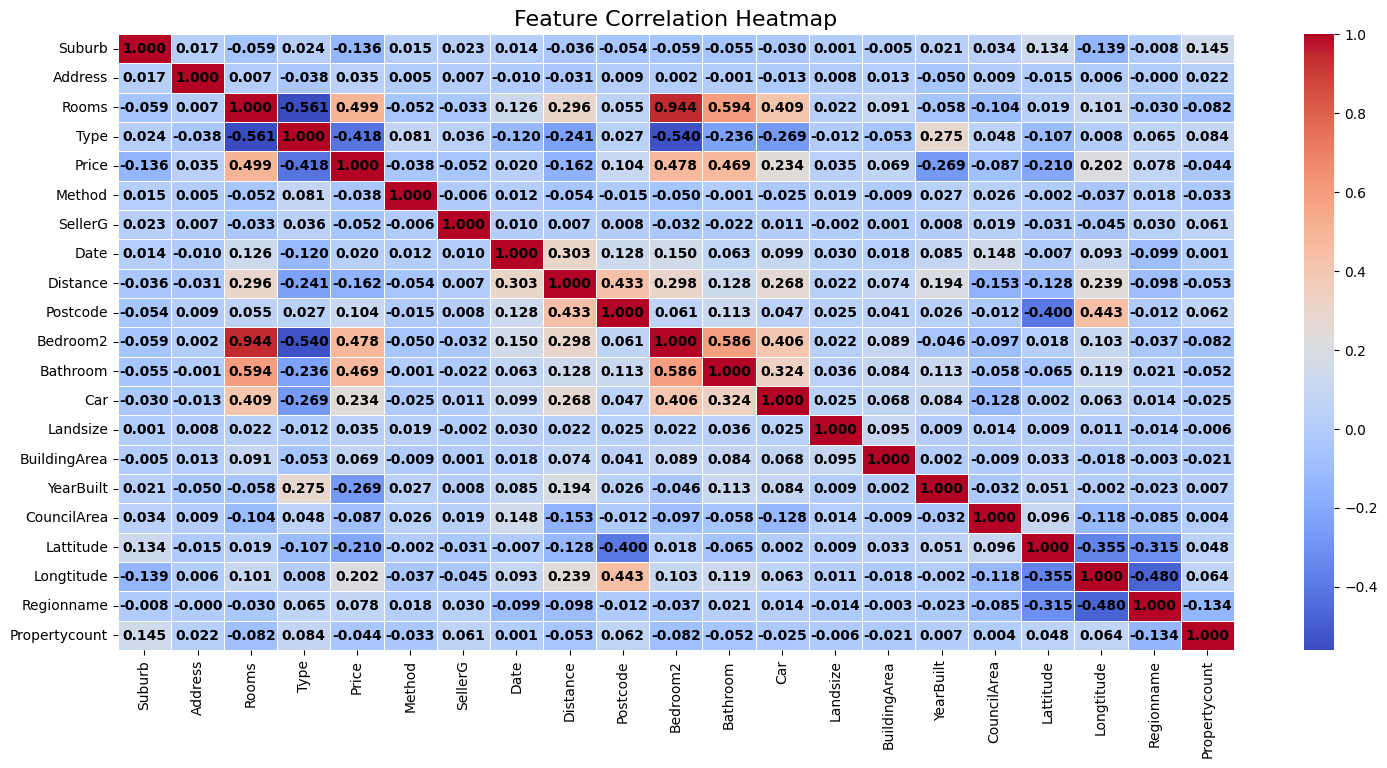 Feature Correlation Heatmap
Suburb 1.000 0.017 -0.059 0.024 -0.136 0.015 0.023 0.014 -0.036 -0.054 -0.059 -0.055 -0.030 0.001 -0.005 0.021 0.034 0.134 -0.139 -0.008 0.145
Address 0.017 1.000 0.007 -0.038 0.035 0.005 0.007 -0.010 -0.031 0.009 0.002 -0.001 -0.013 0.008 0.013 -0.050 0.009 -0.015 0.006 -0.000 0.022
Rooms -0.059 0.007 1.000 -0.561 0.499 -0.052 -0.033 0.126 0.296 0.055 0.944 0.594 0.409 0.022 0.091 -0.058 -0.104 0.019 0.101 -0.030 -0.082
Type 0.024 -0.038 -0.561 1.000 -0.418 0.081 0.036 -0.120 -0.241 0.027 -0.540 -0.236 -0.269 -0.012 -0.053 0.275 0.048 -0.107 0.008 0.065 0.084
Price -0.136 0.035 0.499 -0.418 1.000 -0.038 -0.052 0.020 -0.162 0.104 0.478 0.469 0.234 0.035 0.069 -0.269 -0.087 -0.210 0.202 0.078 -0.044
Method 0.015 0.005 -0.052 0.081 -0.038 1.000 -0.006 0.012 -0.054 -0.015 -0.050 -0.001 -0.025 0.019 -0.009 0.027 0.026 -0.002 -0.037 0.018 -0.033
SellerG 0.023 0.007 -0.033 0.036 -0.052 -0.006 1.000 0.010 0.007 0.008 -0.032 -0.022 0.011 -0.002 0.001 0.008 0.019 -0.031 -0.045 0.030 0.061
Date 0.014 -0.010 0.126 -0.120 0.020 0.012 0.010 1.000 0.303 0.128 0.150 0.063 0.099 0.030 0.018 0.085 0.148 -0.007 0.093 -0.099 0.001
Distance -0.036 -0.031 0.296 -0.241 -0.162 -0.054 0.007 0.303 1.000 0.433 0.298 0.128 0.268 0.022 0.074 0.194 -0.153 -0.128 0.239 -0.098 -0.053
Postcode -0.054 0.009 0.055 0.027 0.104 -0.015 0.008 0.128 0.433 1.000 0.061 0.113 0.047 0.025 0.041 0.026 -0.012 -0.400 0.443 -0.012 0.062
Bedroom2 -0.059 0.002 0.944 -0.540 0.478 -0.050 -0.032 0.150 0.298 0.061 1.000 0.586 0.406 0.022 0.089 -0.046 -0.097 0.018 0.103 -0.037 -0.082
Bathroom -0.055 -0.001 0.594 -0.236 0.469 -0.001 -0.022 0.063 0.128 0.113 0.586 1.000 0.324 0.036 0.084 0.113 -0.058 -0.065 0.119 0.021 -0.052
Car -0.030 -0.013 0.409 -0.269 0.234 -0.025 0.011 0.099 0.268 0.047 0.406 0.324 1.000 0.025 0.068 0.084 -0.128 0.002 0.063 0.014 -0.025
Landsize 0.001 0.008 0.022 -0.012 0.035 0.019 -0.002 0.030 0.022 0.025 0.022 0.036 0.025 1.000 0.095 0.009 0.014 0.009 0.011 -0.014 -0.006
BuildingArea -0.005 0.013 0.091 -0.053 0.069 -0.009 0.001 0.018 0.074 0.041 0.089 0.084 0.068 0.095 1.000 0.002 -0.009 0.033 -0.018 -0.003 -0.021
YearBuilt 0.021 -0.050 -0.058 0.275 -0.269 0.027 0.008 0.085 0.194 0.026 -0.046 0.113 0.084 0.009 0.002 1.000 -0.032 0.051 -0.002 -0.023 0.007
CouncilArea 0.034 0.009 -0.104 0.048 -0.087 0.026 0.019 0.148 -0.153 -0.012 -0.097 -0.058 -0.128 0.014 -0.009 -0.032 1.000 0.096 -0.118 -0.085 0.004
Lattitude 0.134 -0.015 0.019 -0.107 -0.210 -0.002 -0.031 -0.007 -0.128 -0.400 0.018 -0.065 0.002 0.009 0.033 0.051 0.096 1.000 -0.355 -0.315 0.048
Longtitude -0.139 0.006 0.101 0.008 0.202 -0.037 -0.045 0.093 0.239 0.443 0.103 0.119 0.063 0.011 -0.018 -0.002 -0.118 -0.355 1.000 -0.480 0.064
Regionname -0.008 -0.000 -0.030 0.065 0.078 0.018 0.030 -0.099 -0.098 -0.012 -0.037 0.021 0.014 -0.014 -0.003 -0.023 -0.085 -0.315 -0.480 1.000 -0.134
Propertycount 0.145 0.022 -0.082 0.084 -0.044 -0.033 0.061 0.001 -0.053 0.062 -0.082 -0.052 -0.025 -0.006 -0.021 0.007 0.004 0.048 0.064 -0.134 1.000
Suburb
Address
Rooms
Type
Price
Method
SellerG
Date
Distance
Postcode
Bedroom2
Bathroom
Car
Landsize
BuildingArea
YearBuilt
CouncilArea
Lattitude
Longtitude
Regionname
Propertycount
1.0
0.8
0.6
0.4
0.2
0.0
−0.2
−0.4